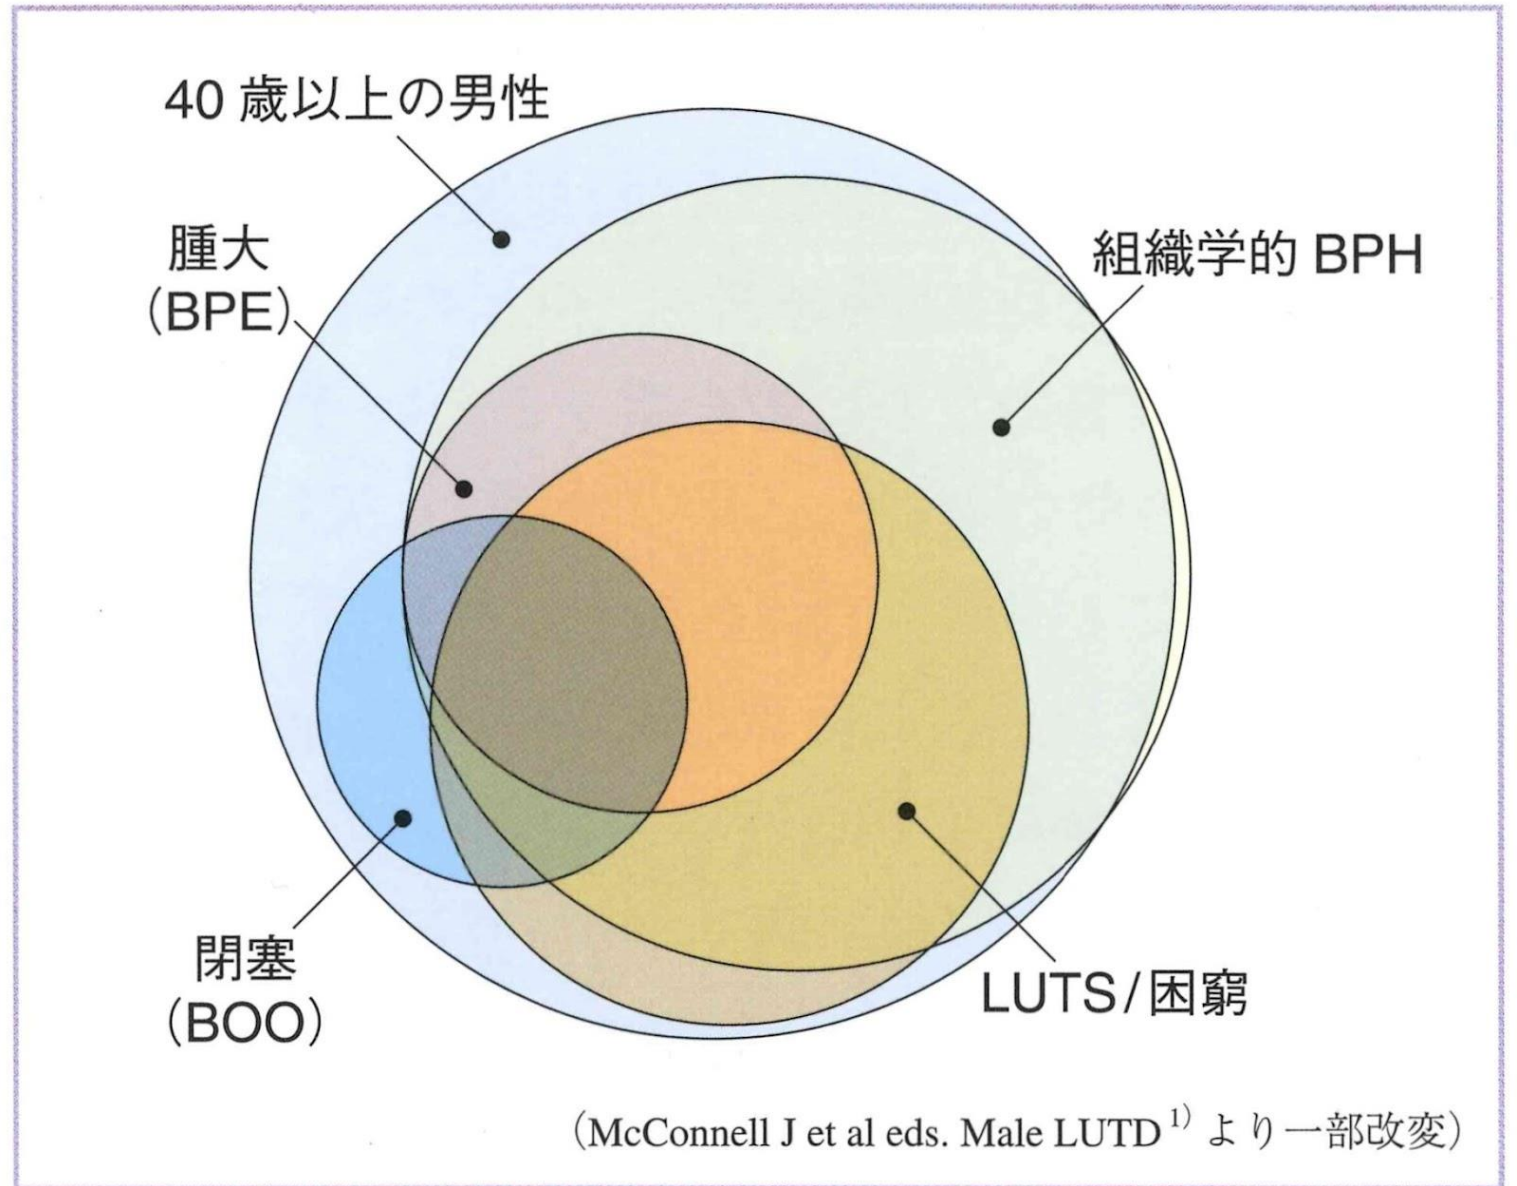 40 歳以上の男性
腫大
（BPE）
組織学的 BPH
閉塞
（BOO）
LUTS/困窮
（McConnell J et al eds. Male LUTD 1) より一部改変）